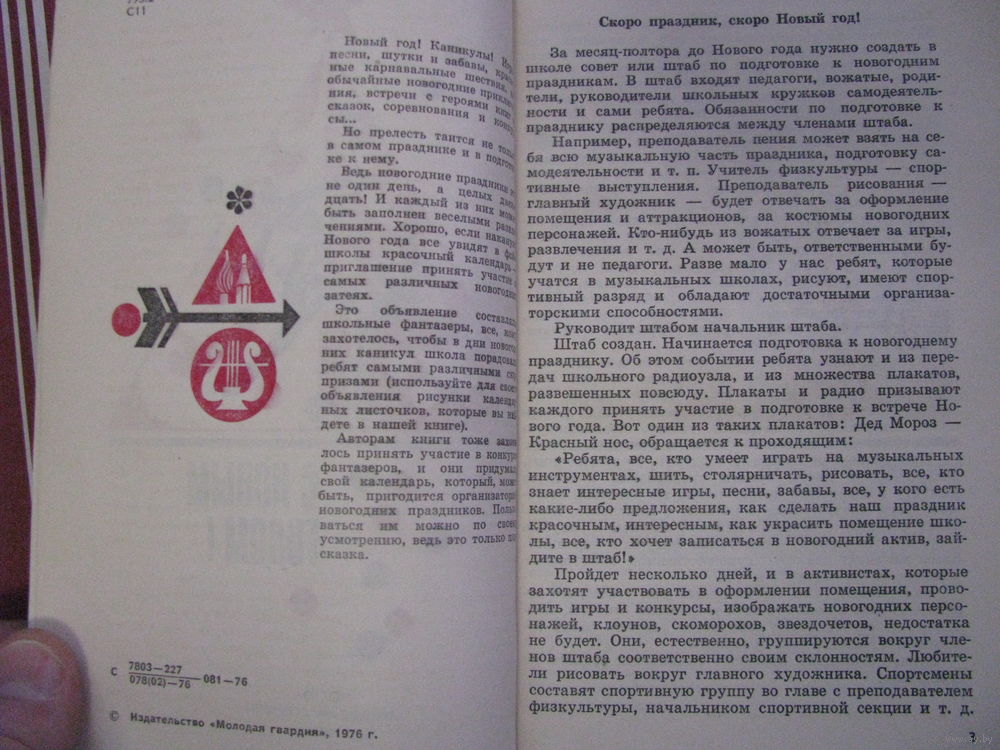 С11
Новый год! Каникулы!
песни, шутки и забавы,
ные карнавальные шествия,
обычайные новогодние
ния, встречи с героями
сказок, соревнования и
сы...
Но прелесть таится не
в самом празднике и в
ке к нему.
Ведь новогодние праздники
не один день, а целых
дцать! И каждый из них
быть заполнен веселыми
чениями. Хорошо, если
Нового года все увидят в
школы красочный календарь —
приглашение принять участие
самых различных
затеях.
Это объявление
школьные фантазеры, все,
захотелось, чтобы в дни
них каникул школа
ребят самыми различными
призами (используйте для
объявления рисунки
ных листочков, которые вы
дете в нашей книге).
Авторам книги тоже
лось принять участие в
фантазеров, и они
свой календарь, который,
быть, пригодится
новогодних праздников.
ваться им можно по
усмотрению, ведь это только
сказка.
С 7803—227
078(02)—76 081—76
© Издательство «Молодая гвардия», 1976 г.
Скоро праздник, скоро Новый год!
За месяц-полтора до Нового года нужно создать в
школе совет или штаб по подготовке к новогодним
праздникам. В штаб входят педагоги, вожатые, роди-
тели, руководители школьных кружков самодеятель-
ности и сами ребята. Обязанности по подготовке к
празднику распределяются между членами штаба.
Например, преподаватель пения может взять на се-
бя всю музыкальную часть праздника, подготовку са-
модеятельности и т. п. Учитель физкультуры — спор-
тивные выступления. Преподаватель рисования —
главный художник — будет отвечать за оформление
помещения и аттракционов, за костюмы новогодних
персонажей. Кто-нибудь из вожатых отвечает за игры,
развлечения и т. д. А может быть, ответственными бу-
дут и не педагоги. Разве мало у нас ребят, которые
учатся в музыкальных школах, рисуют, имеют спор-
тивный разряд и обладают достаточными организа-
торскими способностями.
Руководит штабом начальник штаба.
Штаб создан. Начинается подготовка к новогоднему
празднику. Об этом событии ребята узнают и из пере-
дач школьного радиоузла, и из множества плакатов,
развешенных повсюду. Плакаты и радио призывают
каждого принять участие в подготовке к встрече Но-
вого года. Вот один из таких плакатов: Дед Мороз —
Красный нос, обращается к проходящим:
«Ребята, все, кто умеет играть на музыкальных
инструментах, шить, столярничать, рисовать, все, кто
знает интересные игры, песни, забавы, все, у кого есть
какие-либо предложения, как сделать наш праздник
красочным, интересным, как украсить помещение шко-
лы, все, кто хочет записаться в новогодний актив, зай-
дите в штаб!»
Пройдет несколько дней, и в активистах, которые
захотят участвовать в оформлении помещения, прово-
дить игры и конкурсы, изображать новогодних персо-
нажей, клоунов, скоморохов, звездочетов, недостатка
не будет. Они, естественно, группируются вокруг чле-
нов штаба соответственно своим склонностям. Любите-
ли рисовать вокруг главного художника. Спортсмены
составят спортивную группу во главе с преподавателем
физкультуры, начальником спортивной секции и т. д.
3